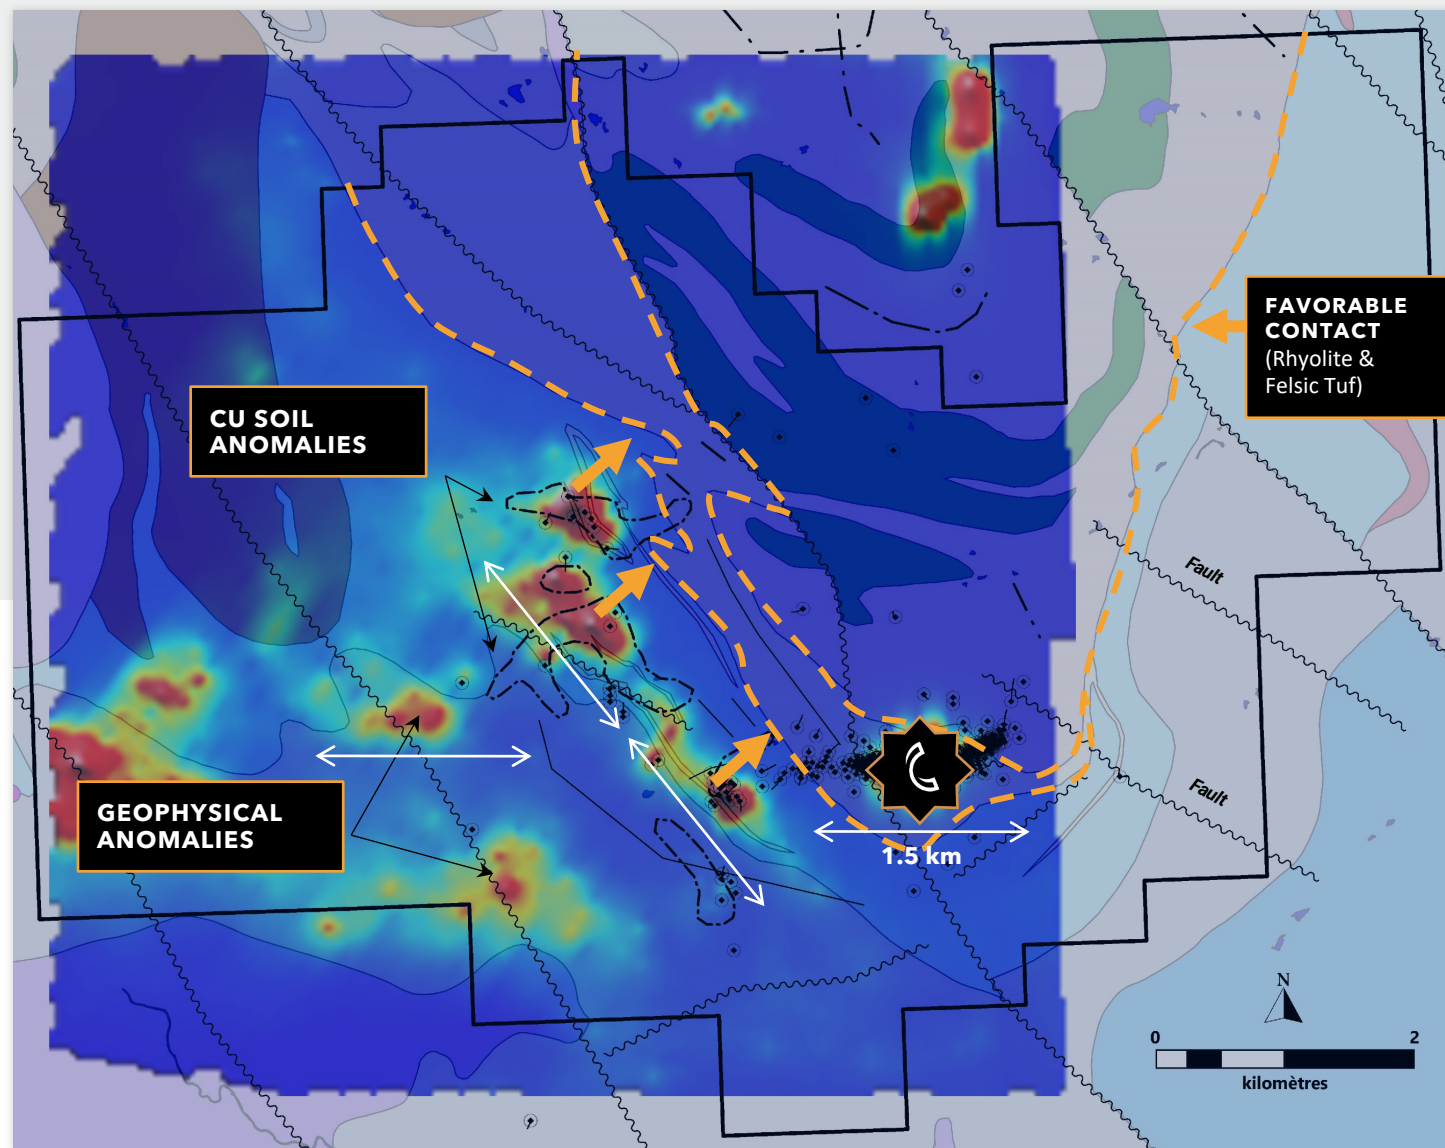 FAVORABLE
CONTACT
(Rhyolite &
Felsic Tuf)
CU SOIL
ANOMALIES
Fault
Fault
GEOPHYSICAL
ANOMALIES
1.5 km
N
0 2
kilomètres